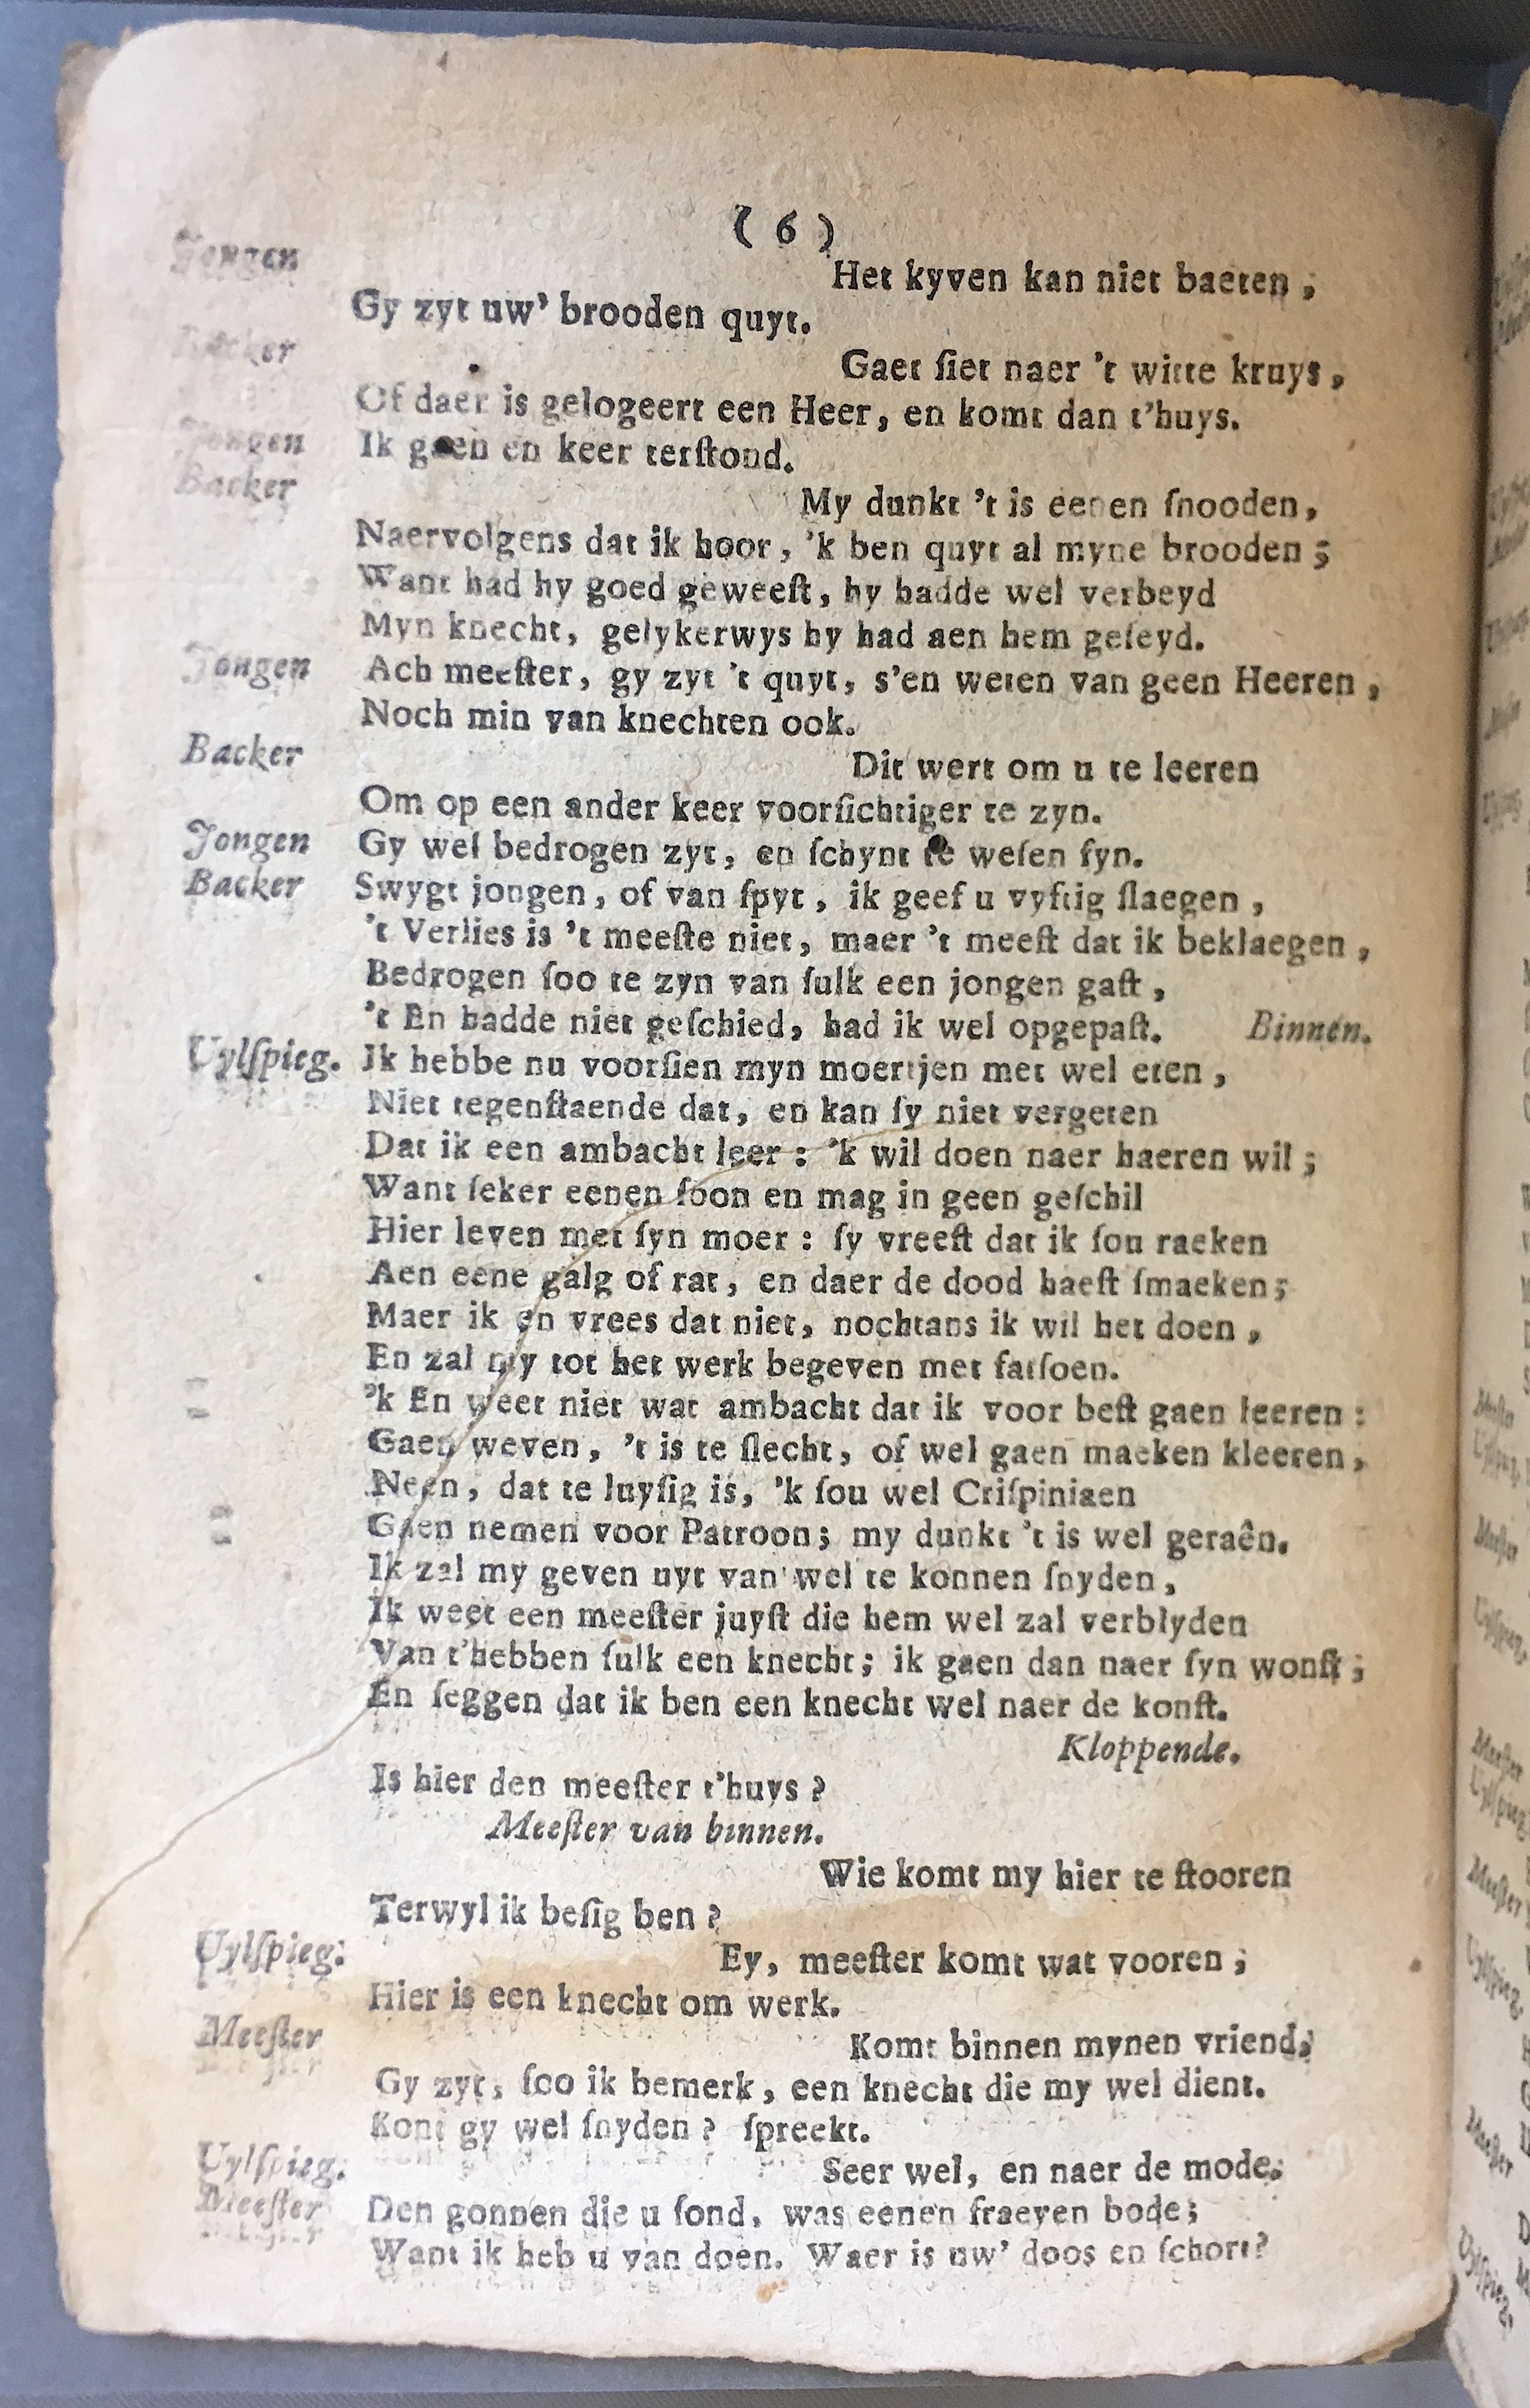 ( 6 )
Jongen Het kyven kan niet baeten ,
Gy zyt uw' brooden quyt.
Backer Gaet ſiet naer 't witte kruys ,
Of daer is gelogeert een Heer, en komt dan t'huys.
Jongen Ik gaen en keer terſtond.
Backer My dunkt 't is eenen ſnooden,
Naervolgens dat ik hoor, 'k ben quyt al myne brooden ;
Want had hy goed geweeſt, hy hadde wel verbeyd
Myn knecht, gelykerwys hy had aen hem geſeyd.
Jongen Ach meeſter, gy zyt 't quyt, s'en weten van geen Heeren ,
Noch min van knechten ook.
Backer Dit wert om u te leeren
Om op een ander keer voorſichtiger te zyn.
Jongen Gy wel bedrogen zyt, en ſchynt te weſen fyn.
Backer Swygt jongen, of van ſpyt, ik geef u vyftig ſlaegen ,
't Verlies is 't meeſte niet, maer 't meeſt dat ik beklaegen ,
Bedrogen ſoo te zyn van ſulk een jongen gaſt ,
't En hadde niet geſchied, had ik wel opgepaſt. Binnen.
Uylſpieg. Ik hebbe nu voorſien myn moertjen met wel eten ,
Niet tegenſtaende dat, en kan ſy niet vergeten
Dat ik een ambacht leer : 'k wil doen naer haeren wil ;
Want ſeker eenen ſoon en mag in geen geſchil
Hier leven met ſyn moer : ſy vreeſt dat ik ſou raeken
Aen eene galg of rat, en daer de dood haeſt ſmaeken ;
Maer ik en vrees dat niet, nochtans ik wil het doen ,
En zal my tot het werk begeven met fatſoen.
'k En weet niet wat ambacht dat ik voor beſt gaen leeren :
Gaen weven, 't is te ſlecht, of wel gaen maeken kleeren ,
Neen, dat te luyſig is, 'k ſou wel Criſpiniaen
Gaen nemen voor Patroon; my dunkt 't is wel geraên.
Ik zal my geven uyt van wel te konnen ſnyden ,
Ik weet een meeſter juyſt die hem wel zal verblyden
Van t'hebben ſulk een knecht; ik gaen dan naer ſyn wonſt ;
En ſeggen dat ik ben een knecht wel naer de konſt.
Kloppende.
Is hier den meeſter t'huys ?
Meeſter van binnen.
Wie komt my hier te ſtooren
Terwyl ik beſig ben ?
Uylſpieg. Ey, meeſter komt wat vooren ;
Hier is een knecht om werk.
Meeſter Komt binnen mynen vriend,
Gy zyt, ſoo ik bemerk, een knecht die my wel dient.
Kont gy wel ſnyden ? ſpreekt.
Uylſpieg. Seer wel, en naer de mode.
Meeſter Den gonnen die u ſond, was eenen fraeyen bode;
Want ik heb u van doen. Waer is uw' doos en ſchort?